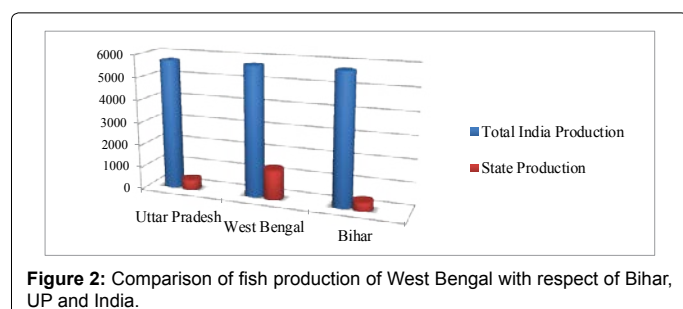 6000
5000
4000
3000
2000
1000
0
Uttar Pradesh
West Bengal
Bihar
Total India Production
State Production
Figure 2: Comparison of fish production of West Bengal with respect of Bihar,
UP and India.